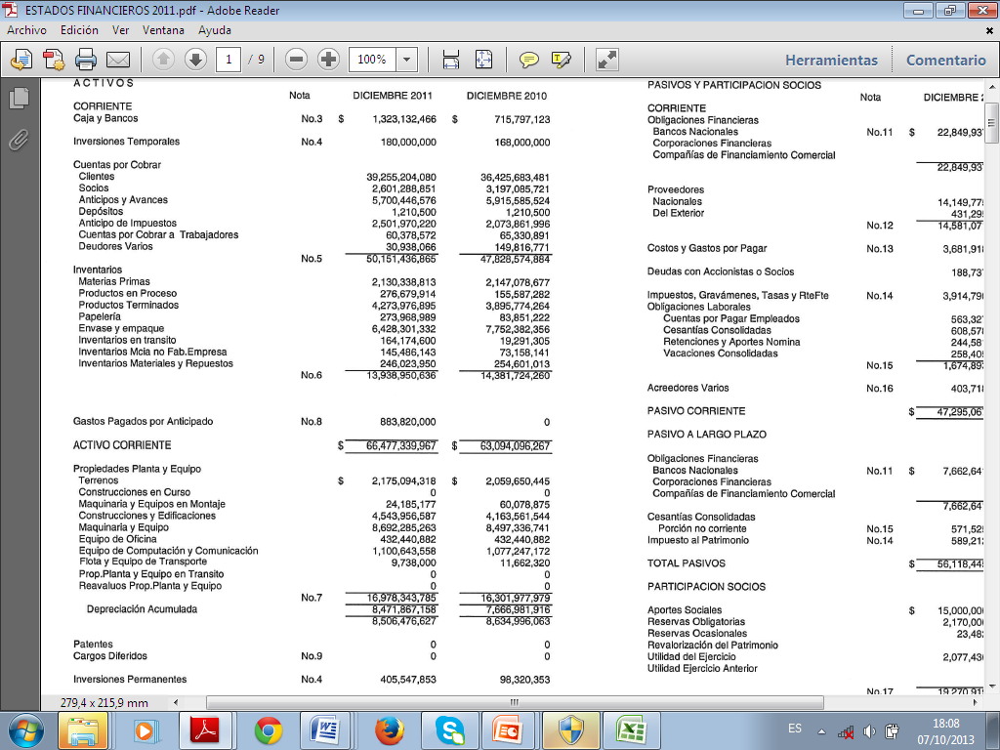 ESTADOS FINANCIEROS 2011.pdf - Adobe Reader
Archivo Edición Ver Ventana Ayuda
1 / 9 100% Herramientas Comentario
A C T I V O S
Nota DICIEMBRE 2011 DICIEMBRE 2010
CORRIENTE
Caja y Bancos No.3 $ 1,323,132,466 $ 715,797,123
Inversiones Temporales No.4 180,000,000 168,000,000
Cuentas por Cobrar
Clientes 39,255,204,080 36,425,683,481
Socios 2,601,288,851 3,197,085,721
Anticipos y Avances 5,700,446,576 5,915,585,524
Depósitos 1,210,500 1,210,500
Anticipo de Impuestos 2,501,970,220 2,073,861,996
Cuentas por Cobrar a Trabajadores 60,378,572 65,330,891
Deudores Varios 30,938,066 149,816,771
No.5 50,151,436,865 47,828,574,884
Inventarios
Materias Primas 2,130,338,813 2,147,078,677
Productos en Proceso 276,679,914 155,587,282
Productos Terminados 4,273,976,895 3,895,774,264
Papelería 273,968,989 83,851,222
Envase y empaque 6,428,301,332 7,752,382,356
Inventarios en transito 164,174,600 19,291,305
Inventarios Mcia no Fab.Empresa 145,486,143 73,158,141
Inventarios Materiales y Repuestos 246,023,950 254,601,013
No.6 13,938,950,636 14,381,724,260
Gastos Pagados por Anticipado No.8 883,820,000 0
ACTIVO CORRIENTE $ 66,477,339,967 $ 63,094,096,267
Propiedades Planta y Equipo
Terrenos $ 2,175,094,318 $ 2,059,650,445
Construcciones en Curso 0 0
Maquinaria y Equipos en Montaje 24,185,177 60,078,875
Construcciones y Edificaciones 4,543,956,587 4,163,561,544
Maquinaria y Equipo 8,692,285,263 8,497,336,741
Equipo de Oficina 432,440,882 432,440,882
Equipo de Computación y Comunicación 1,100,643,558 1,077,247,172
Flota y Equipo de Transporte 9,738,000 11,662,320
Prop.Planta y Equipo en Transito 0 0
Reavaluos Prop.Planta y Equipo 0 0
No.7 16,978,343,785 16,301,977,979
Depreciación Acumulada 8,471,867,158 7,666,981,916
8,506,476,627 8,634,996,063
Patentes 0 0
Cargos Diferidos No.9 0 0
Inversiones Permanentes No.4 405,547,853 98,320,353
PASIVOS Y PARTICIPACION SOCIOS
Nota DICIEMBRE
CORRIENTE
Obligaciones Financieras
Bancos Nacionales No.11 $ 22,849,93
Corporaciones Financieras
Compañías de Financiamiento Comercial
22,849,93
Proveedores
Nacionales 14,149,77
Del Exterior 431,29
No.12 14,581,07
Costos y Gastos por Pagar No.13 3,681,91
Deudas con Accionistas o Socios 188,73
Impuestos, Gravámenes, Tasas y RteFte No.14 3,914,79
Obligaciones Laborales
Cuentas por Pagar Empleados 563,32
Cesantías Consolidadas 608,57
Retenciones y Aportes Nomina 244,58
Vacaciones Consolidadas 258,40
No.15 1,674,89
Acreedores Varios No.16 403,71
PASIVO CORRIENTE $ 47,295,06
PASIVO A LARGO PLAZO
Obligaciones Financieras
Bancos Nacionales No.11 $ 7,662,64
Corporaciones Financieras
Compañías de Financiamiento Comercial
7,662,64
Cesantías Consolidadas
Porción no corriente No.15 571,52
Impuesto al Patrimonio No.14 589,21
TOTAL PASIVOS $ 56,118,44
PARTICIPACION SOCIOS
Aportes Sociales $ 15,000,00
Reservas Obligatorias 2,170,00
Reservas Ocasionales 23,48
Revalorización del Patrimonio
Utilidad del Ejercicio 2,077,43
Utilidad Ejercicio Anterior
No.17 19,270,91
279,4 x 215,9 mm
ES 18:08
07/10/2013